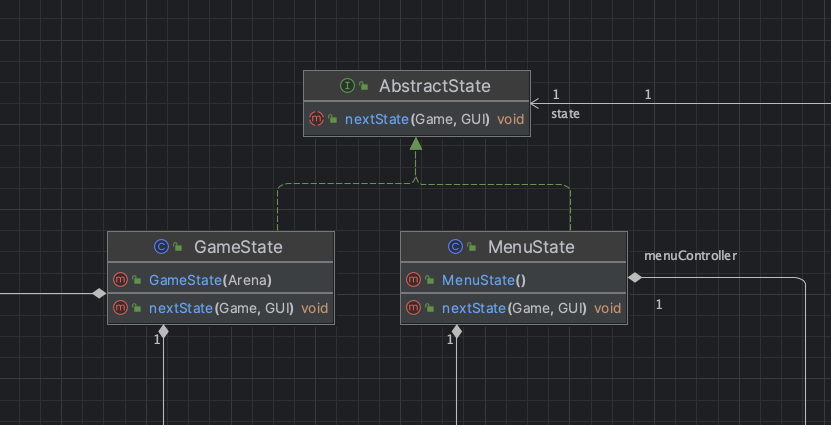 I AbstractState
m nextState(Game, GUI) void
1 1
state
C GameState
m GameState(Arena)
m nextState(Game, GUI) void
1
C MenuState
m MenuState()
m nextState(Game, GUI) void
1
menuController
1